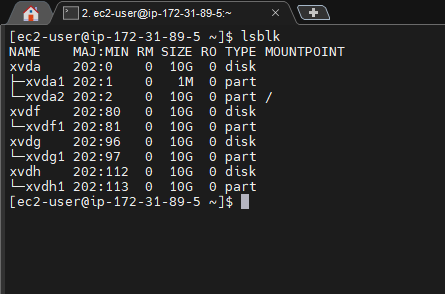 2. ec2-user@ip-172-31-89-5:~
[ec2-user@ip-172-31-89-5 ~]$ lsblk
NAME    MAJ:MIN RM SIZE RO TYPE MOUNTPOINT
xvda    202:0    0  10G  0 disk
├─xvda1 202:1    0   1M  0 part
└─xvda2 202:2    0  10G  0 part /
xvdf    202:80   0  10G  0 disk
└─xvdf1 202:81   0  10G  0 part
xvdg    202:96   0  10G  0 disk
└─xvdg1 202:97   0  10G  0 part
xvdh    202:112  0  10G  0 disk
└─xvdh1 202:113  0  10G  0 part
[ec2-user@ip-172-31-89-5 ~]$